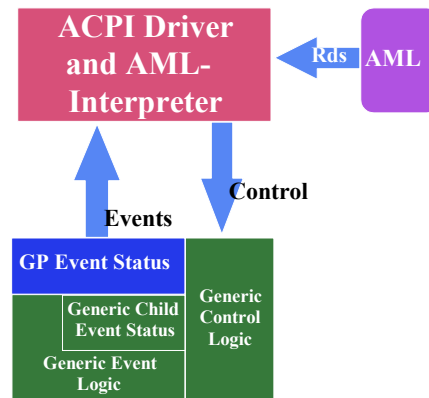 ACPI Driver
and AML-
Interpreter
Rds
AML
Control
Events
GP Event Status
Generic Child
Event Status
Generic Event
Logic
Generic
Control
Logic